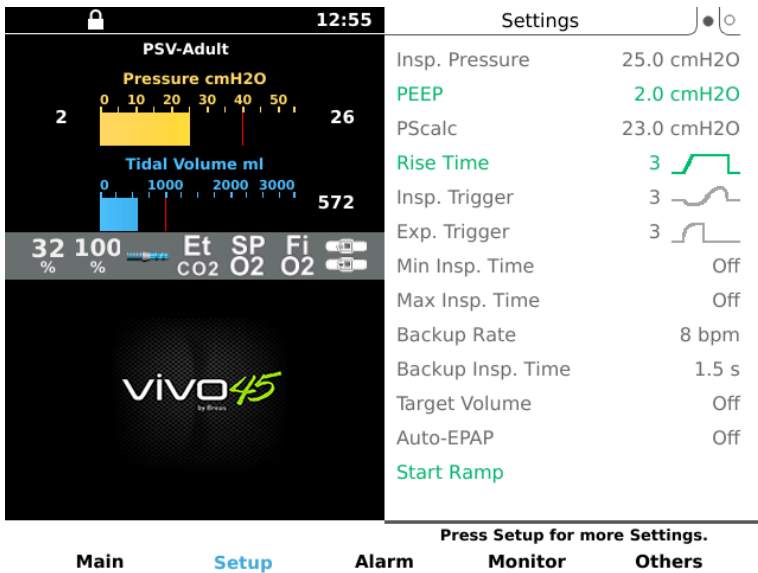 12:55
PSV-Adult
Pressure cmH2O
0 10 20 30 40 50
2 26
Tidal Volume ml
0 1000 2000 3000
572
32 % 100 % Et CO2 SP O2 Fi O2
vivo45
by Breas
Settings
Insp. Pressure 25.0 cmH2O
PEEP 2.0 cmH2O
PScalc 23.0 cmH2O
Rise Time 3
Insp. Trigger 3
Exp. Trigger 3
Min Insp. Time Off
Max Insp. Time Off
Backup Rate 8 bpm
Backup Insp. Time 1.5 s
Target Volume Off
Auto-EPAP Off
Start Ramp
Press Setup for more Settings.
Main Setup Alarm Monitor Others